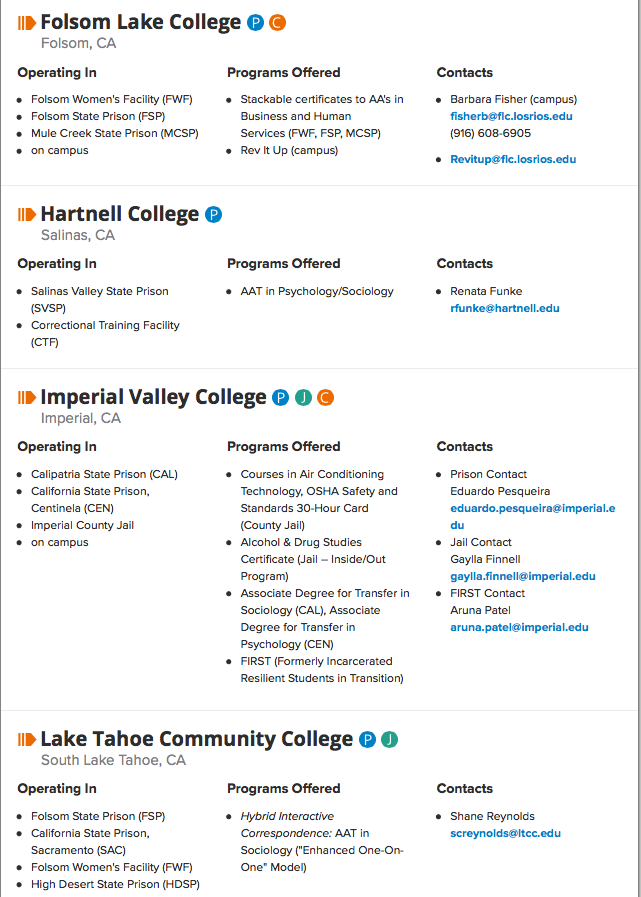 Folsom Lake College P C
Folsom, CA
Operating In
• Folsom Women's Facility (FWF)
• Folsom State Prison (FSP)
• Mule Creek State Prison (MCSP)
• on campus
Programs Offered
• Stackable certificates to AA's in
Business and Human
Services (FWF, FSP, MCSP)
• Rev It Up (campus)
Contacts
• Barbara Fisher (campus)
fisherb@flc.losrios.edu
(916) 608-6905
• Revitup@flc.losrios.edu
Hartnell College P
Salinas, CA
Operating In
• Salinas Valley State Prison
(SVSP)
• Correctional Training Facility
(CTF)
Programs Offered
• AAT in Psychology/Sociology
Contacts
• Renata Funke
rfunke@hartnell.edu
Imperial Valley College P J C
Imperial, CA
Operating In
• Calipatria State Prison (CAL)
• California State Prison,
Centinela (CEN)
• Imperial County Jail
• on campus
Programs Offered
• Courses in Air Conditioning
Technology, OSHA Safety and
Standards 30-Hour Card
(County Jail)
• Alcohol & Drug Studies
Certificate (Jail – Inside/Out
Program)
• Associate Degree for Transfer in
Sociology (CAL), Associate
Degree for Transfer in
Psychology (CEN)
• FIRST (Formerly Incarcerated
Resilient Students in Transition)
Contacts
• Prison Contact
Eduardo Pesqueira
eduardo.pesqueira@imperial.e
du
• Jail Contact
Gaylla Finnell
gaylla.finnell@imperial.edu
• FIRST Contact
Aruna Patel
aruna.patel@imperial.edu
Lake Tahoe Community College P J
South Lake Tahoe, CA
Operating In
• Folsom State Prison (FSP)
• California State Prison,
Sacramento (SAC)
• Folsom Women's Facility (FWF)
• High Desert State Prison (HDSP)
Programs Offered
• Hybrid Interactive
Correspondence: AAT in
Sociology ("Enhanced One-On-
One" Model)
Contacts
• Shane Reynolds
screynolds@ltcc.edu